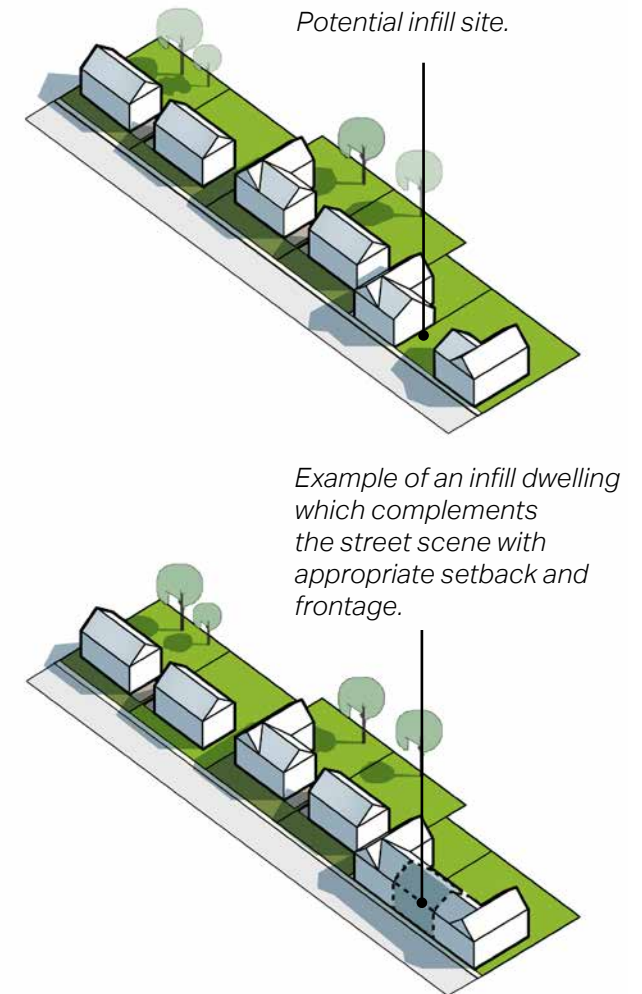 Potential infill site.
Example of an infill dwelling
which complements
the street scene with
appropriate setback and
frontage.